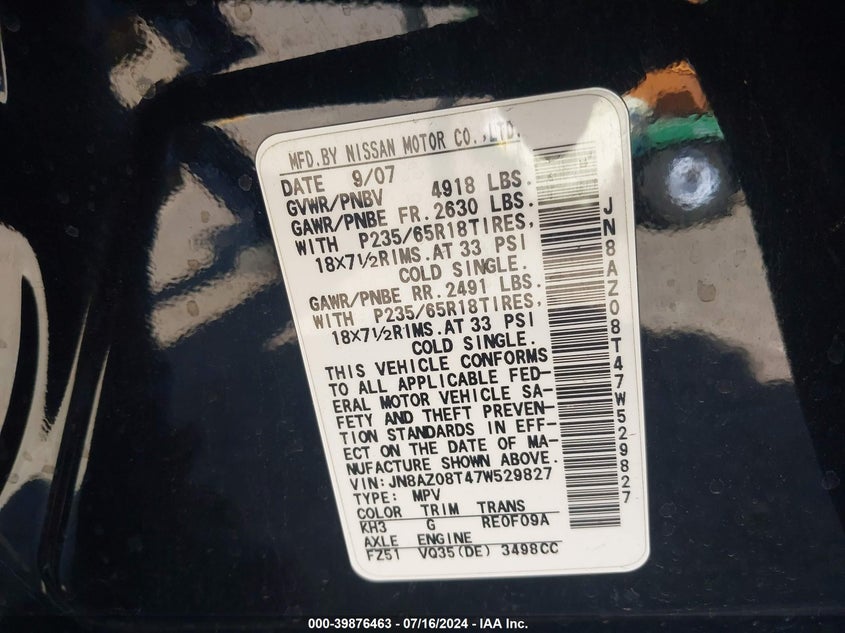 MFD.BY NISSAN MOTOR CO.,LTD.
DATE 9/07
GVWR/PNBV 4918 LBS.
GAWR/PNBE FR.2630 LBS.
WITH P235/65R18TIRES,
18X7½RIMS.AT 33 PSI
COLD SINGLE.
GAWR/PNBE RR.2491 LBS.
WITH P235/65R18TIRES,
18X7½RIMS.AT 33 PSI
COLD SINGLE.
THIS VEHICLE CONFORMS
TO ALL APPLICABLE FED-
ERAL MOTOR VEHICLE SA-
FETY AND THEFT PREVEN-
TION STANDARDS IN EFF-
ECT ON THE DATE OF MA-
NUFACTURE SHOWN ABOVE.
VIN:JN8AZ08T47W529827
TYPE: MPV
COLOR TRIM TRANS
KH3 G RE0F09A
AXLE ENGINE
FZ51 VQ35(DE) 3498CC
JN8AZ08T47W529827
000-39876463 - 07/16/2024 - IAA Inc.